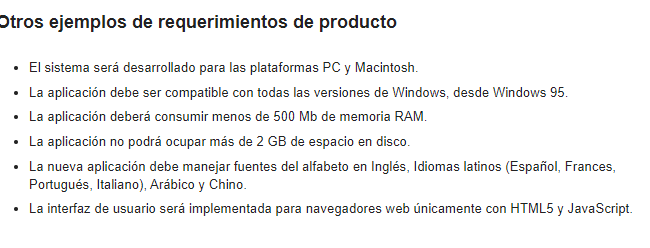 Otros ejemplos de requerimientos de producto
El sistema será desarrollado para las plataformas PC y Macintosh.
La aplicación debe ser compatible con todas las versiones de Windows, desde Windows 95.
La aplicación deberá consumir menos de 500 Mb de memoria RAM.
La aplicación no podrá ocupar más de 2 GB de espacio en disco.
La nueva aplicación debe manejar fuentes del alfabeto en Inglés, Idiomas latinos (Español, Frances,
Portugués, Italiano), Arábico y Chino.
La interfaz de usuario será implementada para navegadores web únicamente con HTML5 y JavaScript.